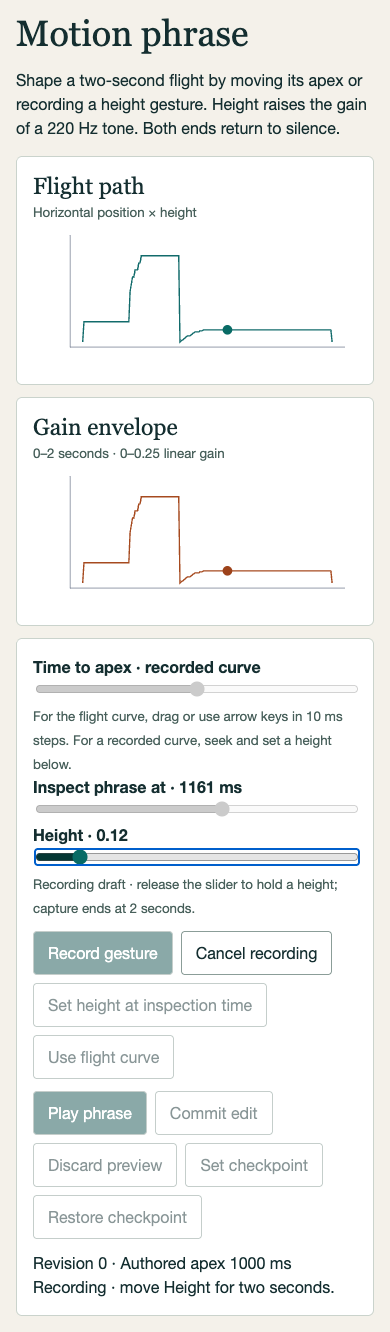 Motion phrase
Shape a two-second flight by moving its apex or
recording a height gesture. Height raises the gain
of a 220 Hz tone. Both ends return to silence.
Flight path
Horizontal position × height
Gain envelope
0–2 seconds · 0–0.25 linear gain
Time to apex · recorded curve
For the flight curve, drag or use arrow keys in 10 ms
steps. For a recorded curve, seek and set a height
below.
Inspect phrase at · 1161 ms
Height · 0.12
Recording draft · release the slider to hold a height;
capture ends at 2 seconds.
Record gesture
Cancel recording
Set height at inspection time
Use flight curve
Play phrase
Commit edit
Discard preview
Set checkpoint
Restore checkpoint
Revision 0 · Authored apex 1000 ms
Recording · move Height for two seconds.